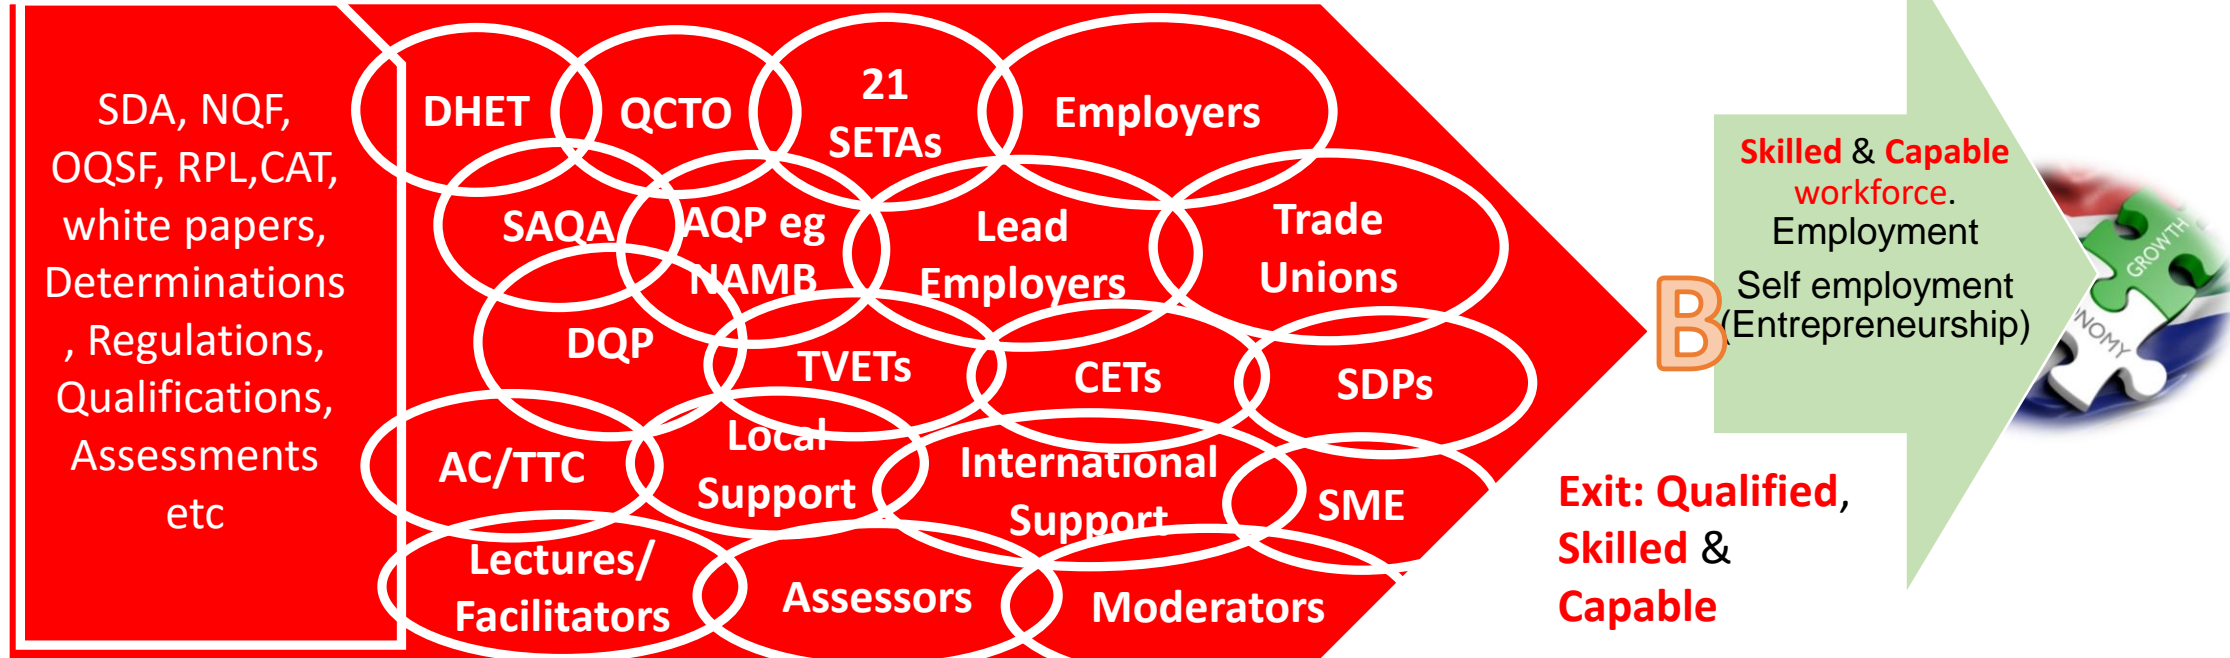 SDA, NQF,
OQSF, RPL,CAT,
white papers,
Determinations
, Regulations,
Qualifications,
Assessments
etc
DHET
QCTO
21
SETAs
Employers
SAQA
AQP eg
NAMB
Lead
Employers
Trade
Unions
DQP
TVETs
CETs
SDPs
AC/TTC
Local
Support
International
Support
SME
Lectures/
Facilitators
Assessors
Moderators
B
Skilled & Capable
workforce.
Employment
Self employment
(Entrepreneurship)
GROWTH
NOMY
Exit: Qualified,
Skilled &
Capable